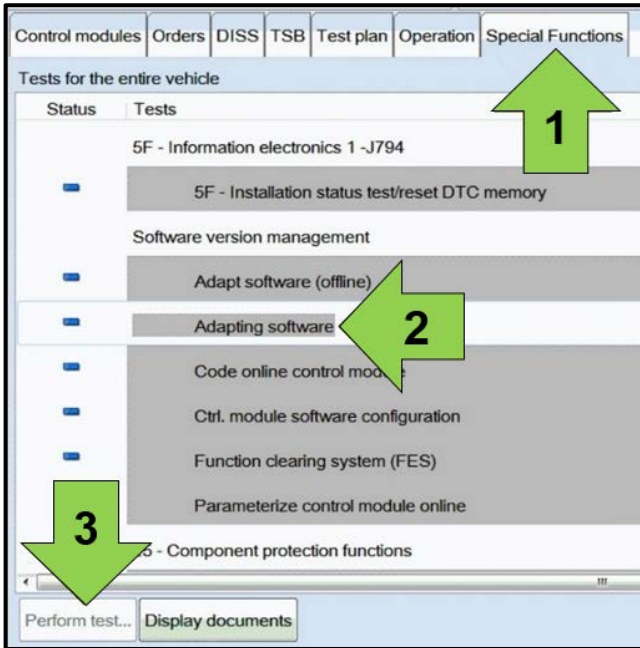 Control modules Orders DISS TSB Test plan Operation Special Functions
Tests for the entire vehicle
Status Tests
1
5F - Information electronics 1 -J794
5F - Installation status test/reset DTC memory
Software version management
Adapt software (offline)
Adapting software 2
Code online control module
Ctrl. module software configuration
Function clearing system (FES)
Parameterize control module online
3
5 - Component protection functions
Perform test... Display documents